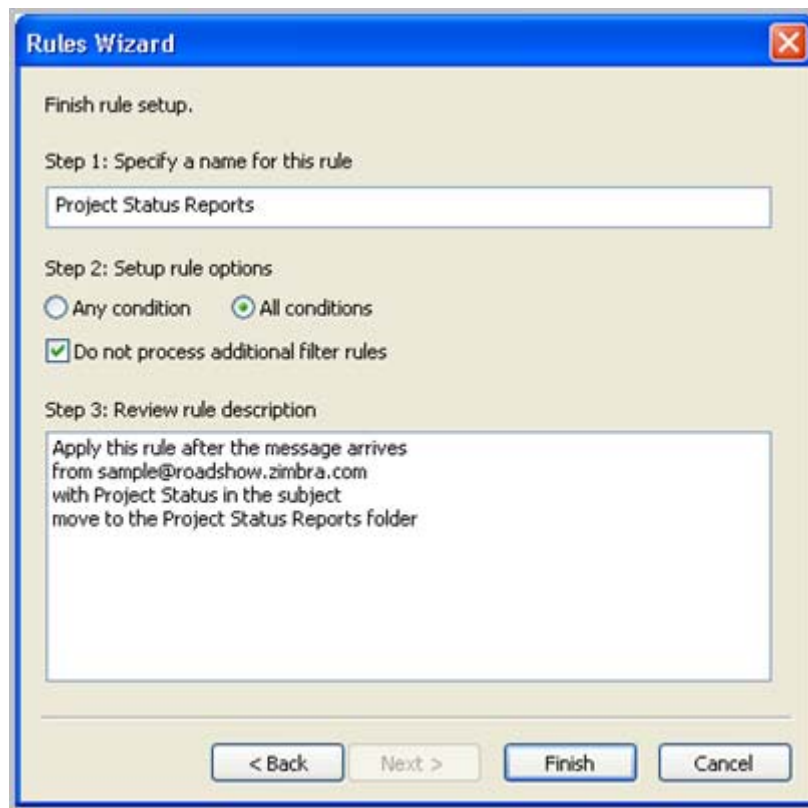 Rules Wizard
Finish rule setup.
Step 1: Specify a name for this rule
Project Status Reports
Step 2: Setup rule options
Any condition All conditions
Do not process additional filter rules
Step 3: Review rule description
Apply this rule after the message arrives
from sample@roadshow.zimbra.com
with Project Status in the subject
move to the Project Status Reports folder
< Back Next > Finish Cancel